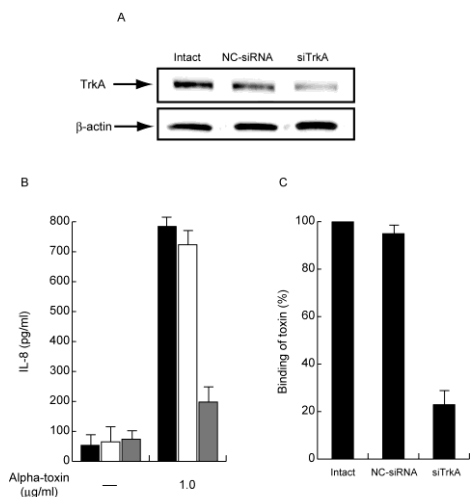 A
Intact NC-siRNA siTrkA
TrkA
β-actin
B
800
700
600
500
400
300
200
100
0
IL-8 (pg/ml)
Alpha-toxin — 1.0
(μg/ml)
C
100
80
60
40
20
0
Binding of toxin (%)
Intact NC-siRNA siTrkA